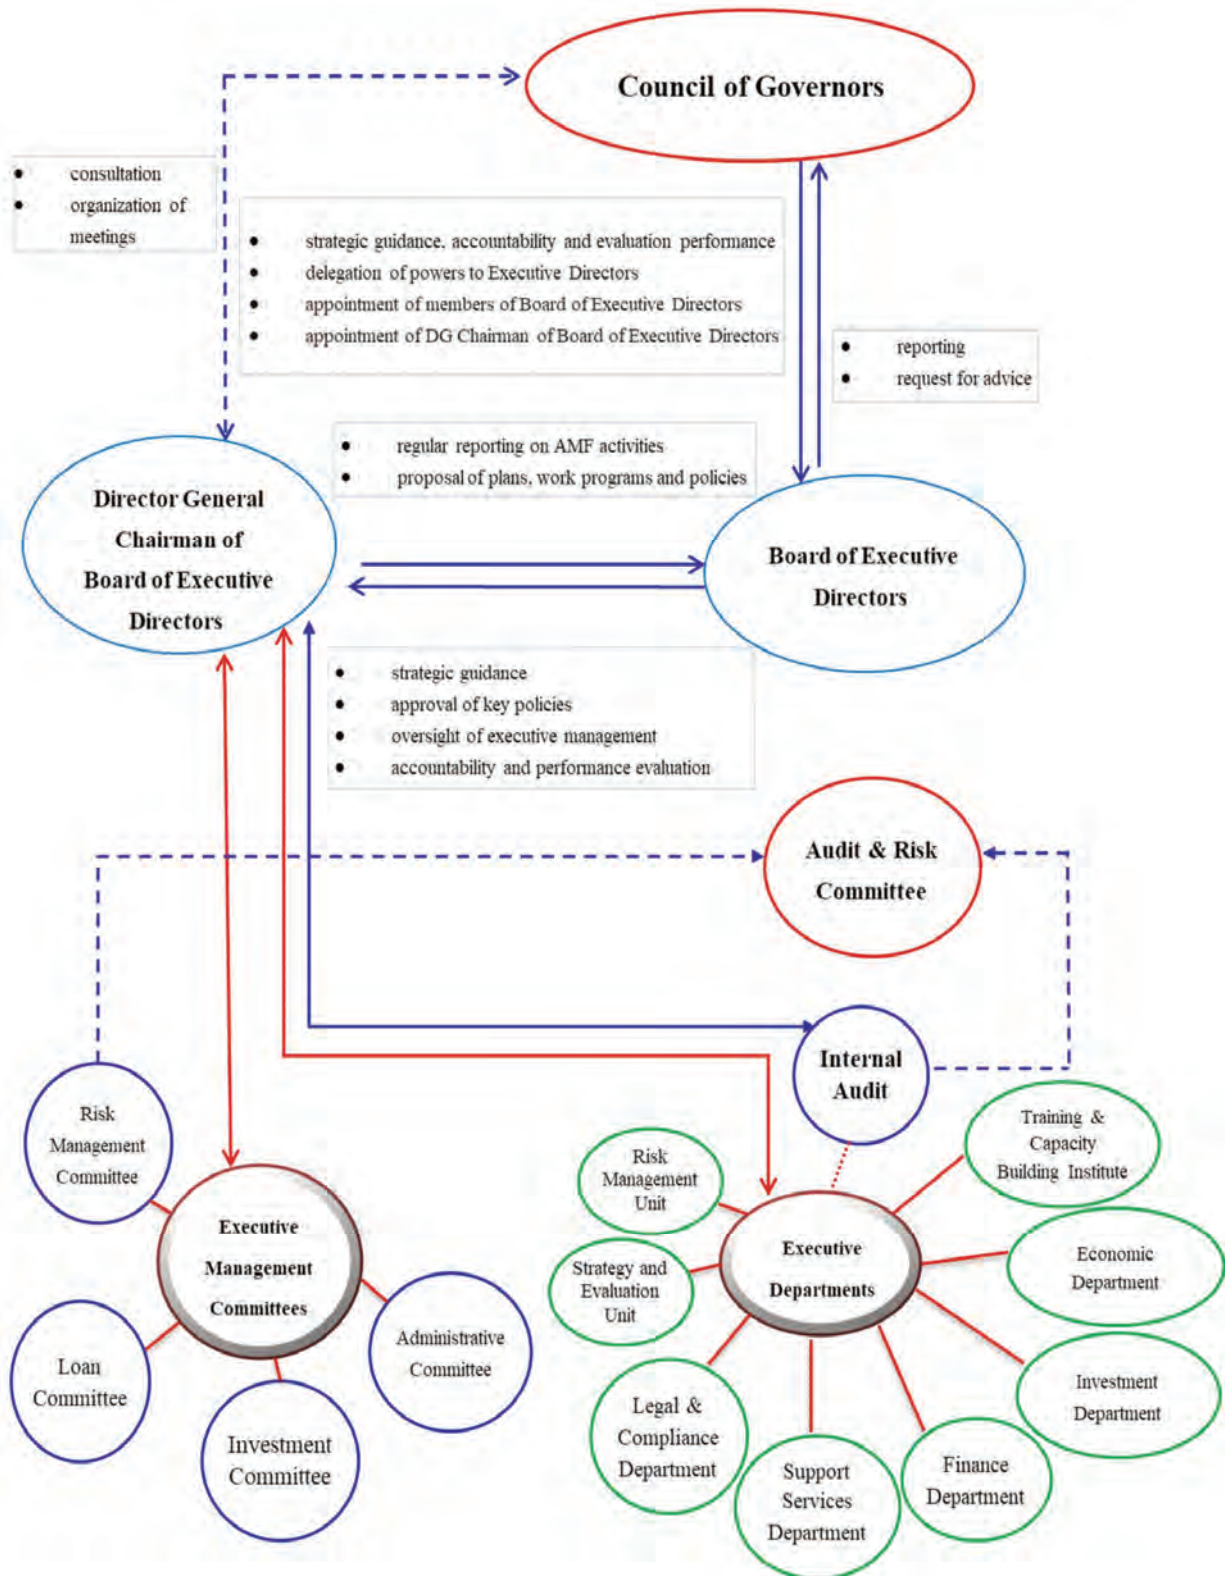 Council of Governors
• consultation
• organization of
meetings
• strategic guidance, accountability and evaluation performance
• delegation of powers to Executive Directors
• appointment of members of Board of Executive Directors
• appointment of DG Chairman of Board of Executive Directors
• reporting
• request for advice
• regular reporting on AMF activities
• proposal of plans, work programs and policies
Director General
Chairman of
Board of Executive
Directors
Board of Executive
Directors
• strategic guidance
• approval of key policies
• oversight of executive management
• accountability and performance evaluation
Audit & Risk
Committee
Internal
Audit
Risk
Management
Committee
Executive
Management
Committees
Loan
Committee
Investment
Committee
Administrative
Committee
Risk
Management
Unit
Strategy and
Evaluation
Unit
Executive
Departments
Training &
Capacity
Building Institute
Economic
Department
Investment
Department
Finance
Department
Support
Services
Department
Legal &
Compliance
Department